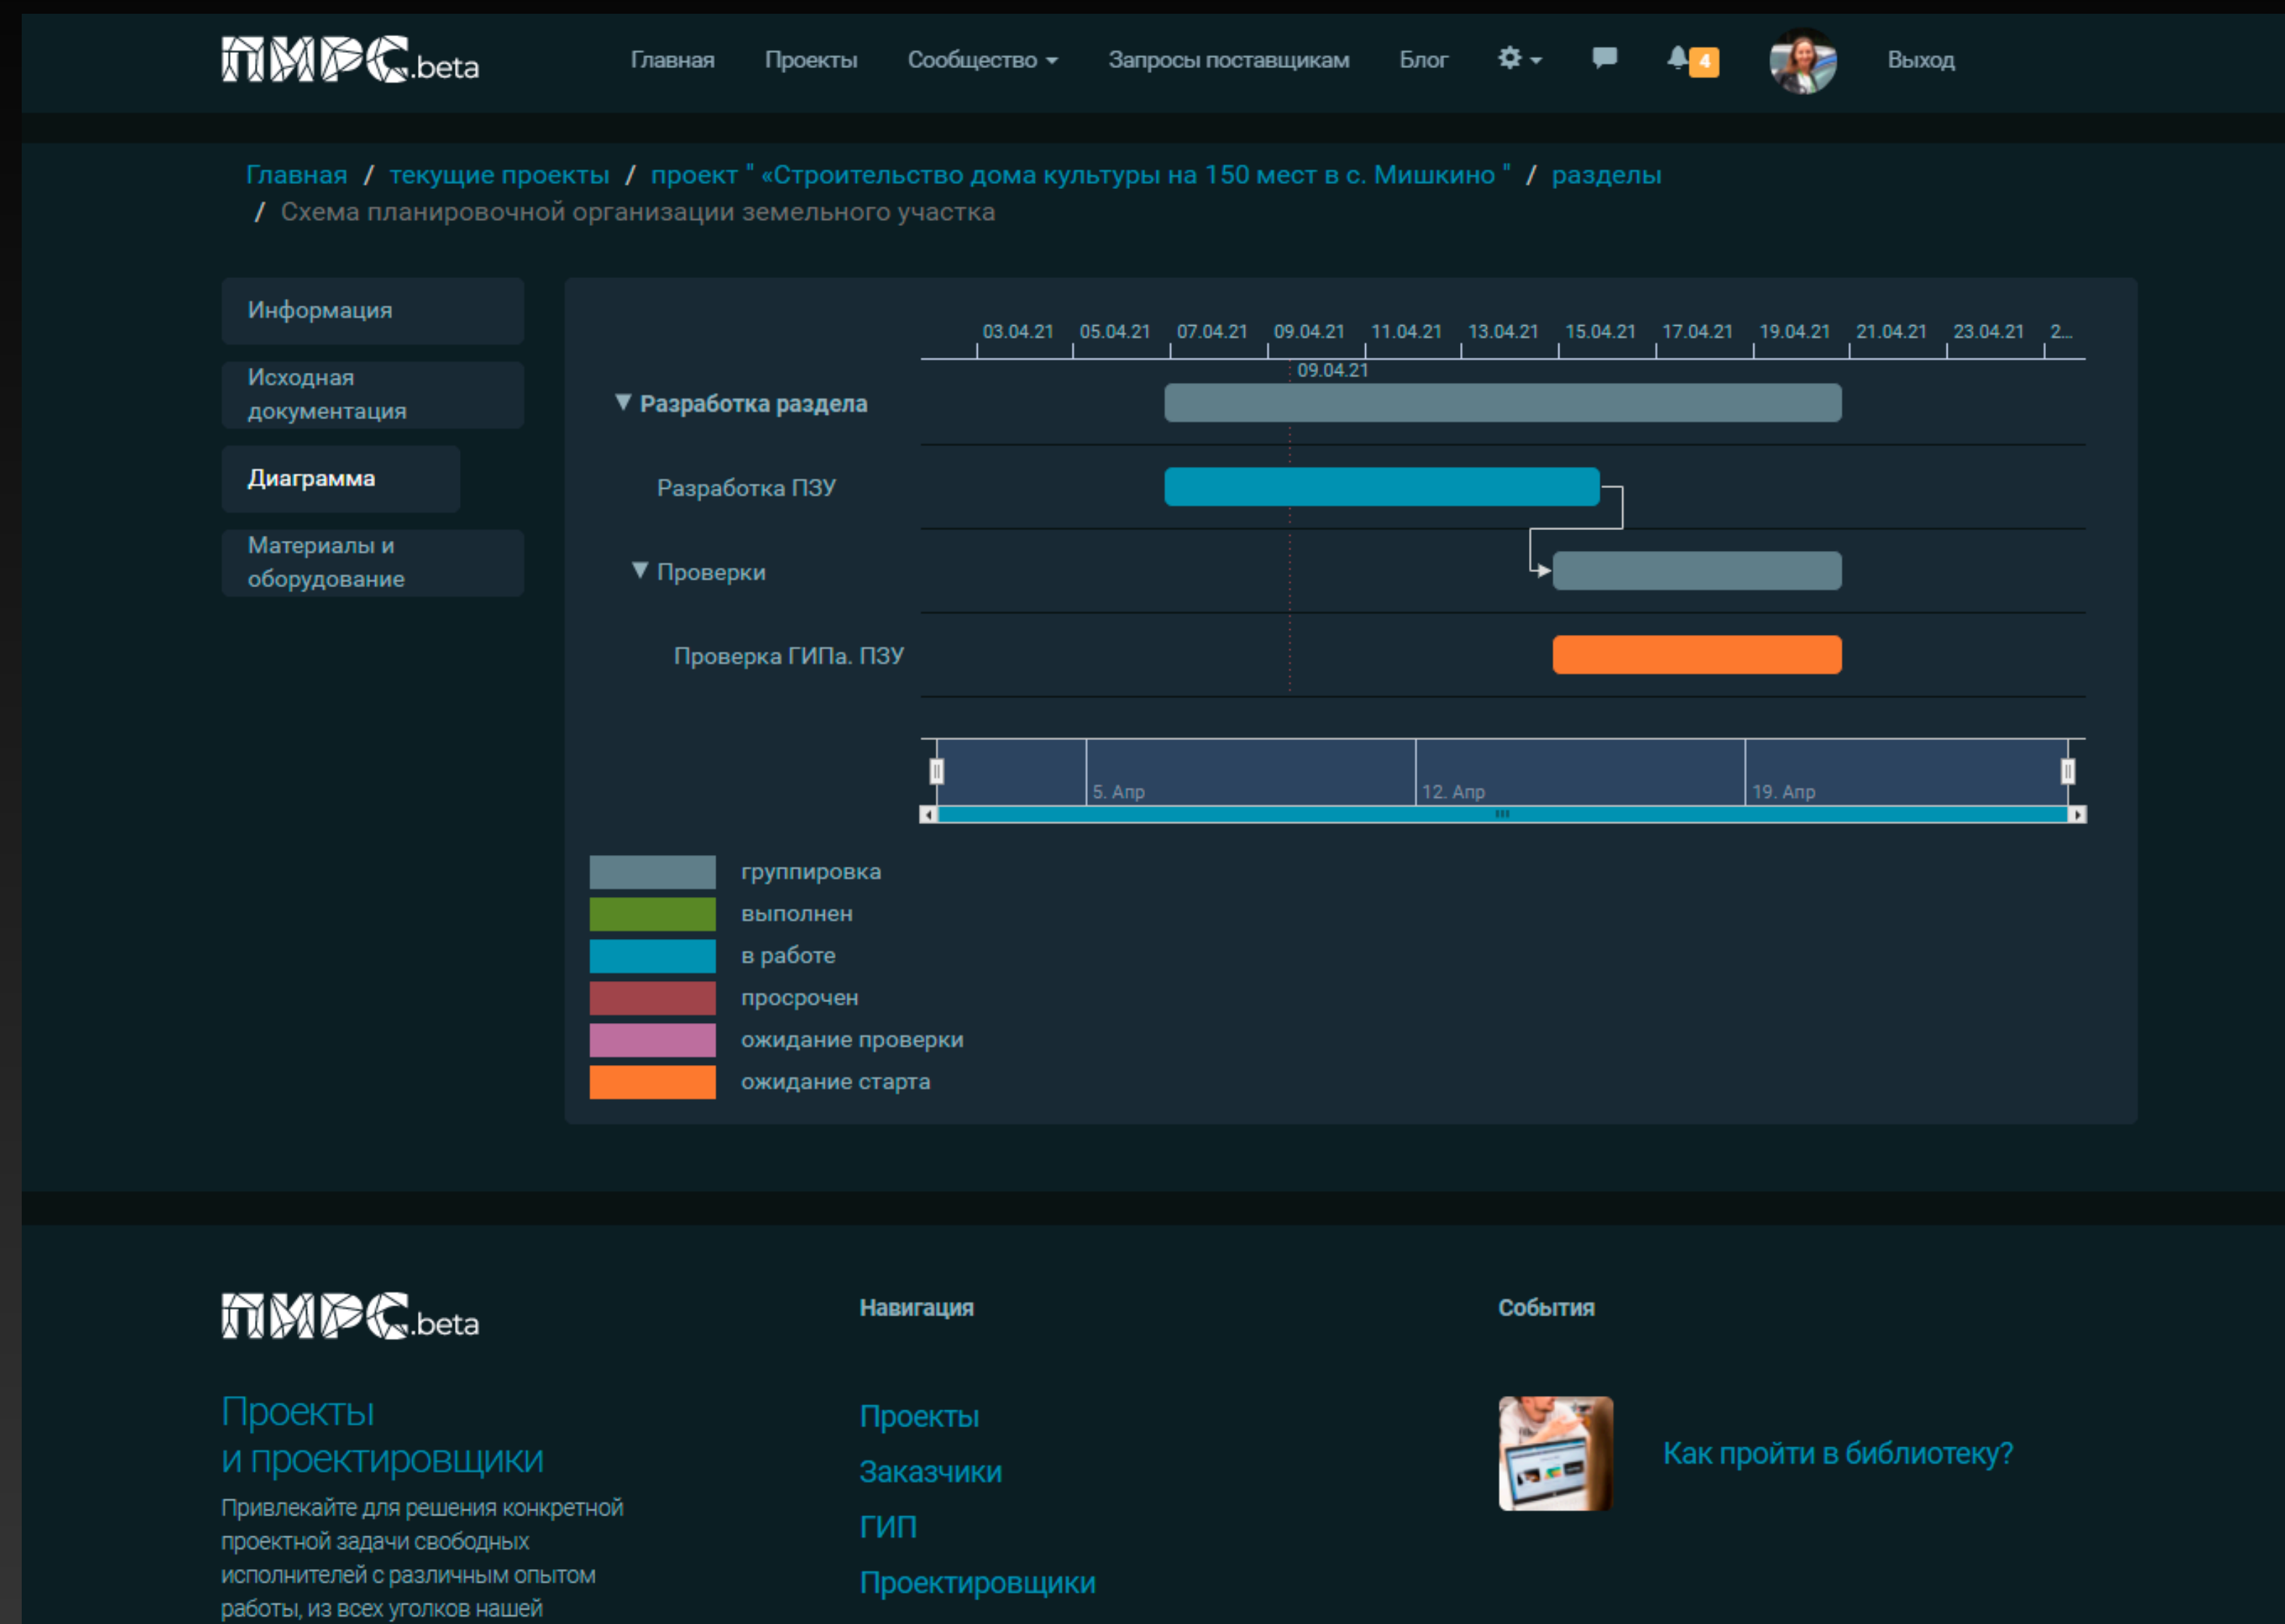 ПИРС.beta
Главная Проекты Сообщество Запросы поставщикам Блог 4 Выход
Главная / текущие проекты / проект " «Строительство дома культуры на 150 мест в с. Мишкино " / разделы
/ Схема планировочной организации земельного участка
Информация
Исходная
документация
Диаграмма
Материалы и
оборудование
03.04.21 05.04.21 07.04.21 09.04.21 11.04.21 13.04.21 15.04.21 17.04.21 19.04.21 21.04.21 23.04.21 2...
09.04.21
▼ Разработка раздела
Разработка ПЗУ
▼ Проверки
Проверка ГИПа. ПЗУ
5. Апр 12. Апр 19. Апр
группировка
выполнен
в работе
просрочен
ожидание проверки
ожидание старта
ПИРС.beta
Проекты
и проектировщики
Привлекайте для решения конкретной
проектной задачи свободных
исполнителей с различным опытом
работы, из всех уголков нашей
Навигация
Проекты
Заказчики
ГИП
Проектировщики
События
Как пройти в библиотеку?